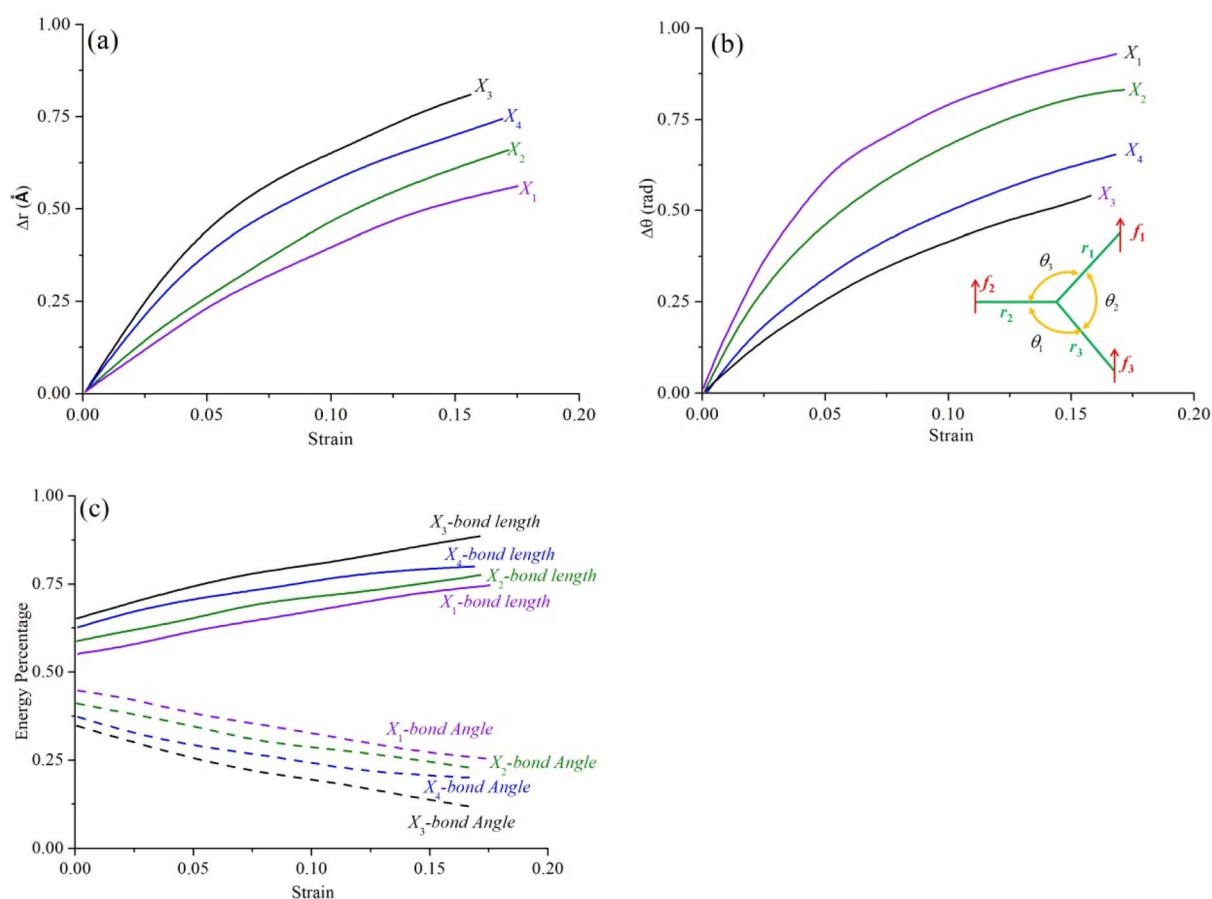 (a)
1.00
0.75
0.50
0.25
0.00
Δr (Å)
X₃
X₄
X₂
X₁
0.00 0.05 0.10 0.15 0.20
Strain
(b)
1.00
0.75
0.50
0.25
0.00
Δθ (rad)
X₁
X₂
X₄
X₃
f₁
r₁
θ₃
f₂
θ₂
r₂
θ₁
r₃
f₃
0.00 0.05 0.10 0.15 0.20
Strain
(c)
1.00
0.75
0.50
0.25
0.00
Energy Percentage
X₃-bond length
X₄-bond length
X₂-bond length
X₁-bond length
X₁-bond Angle
X₂-bond Angle
X₄-bond Angle
X₃-bond Angle
0.00 0.05 0.10 0.15 0.20
Strain